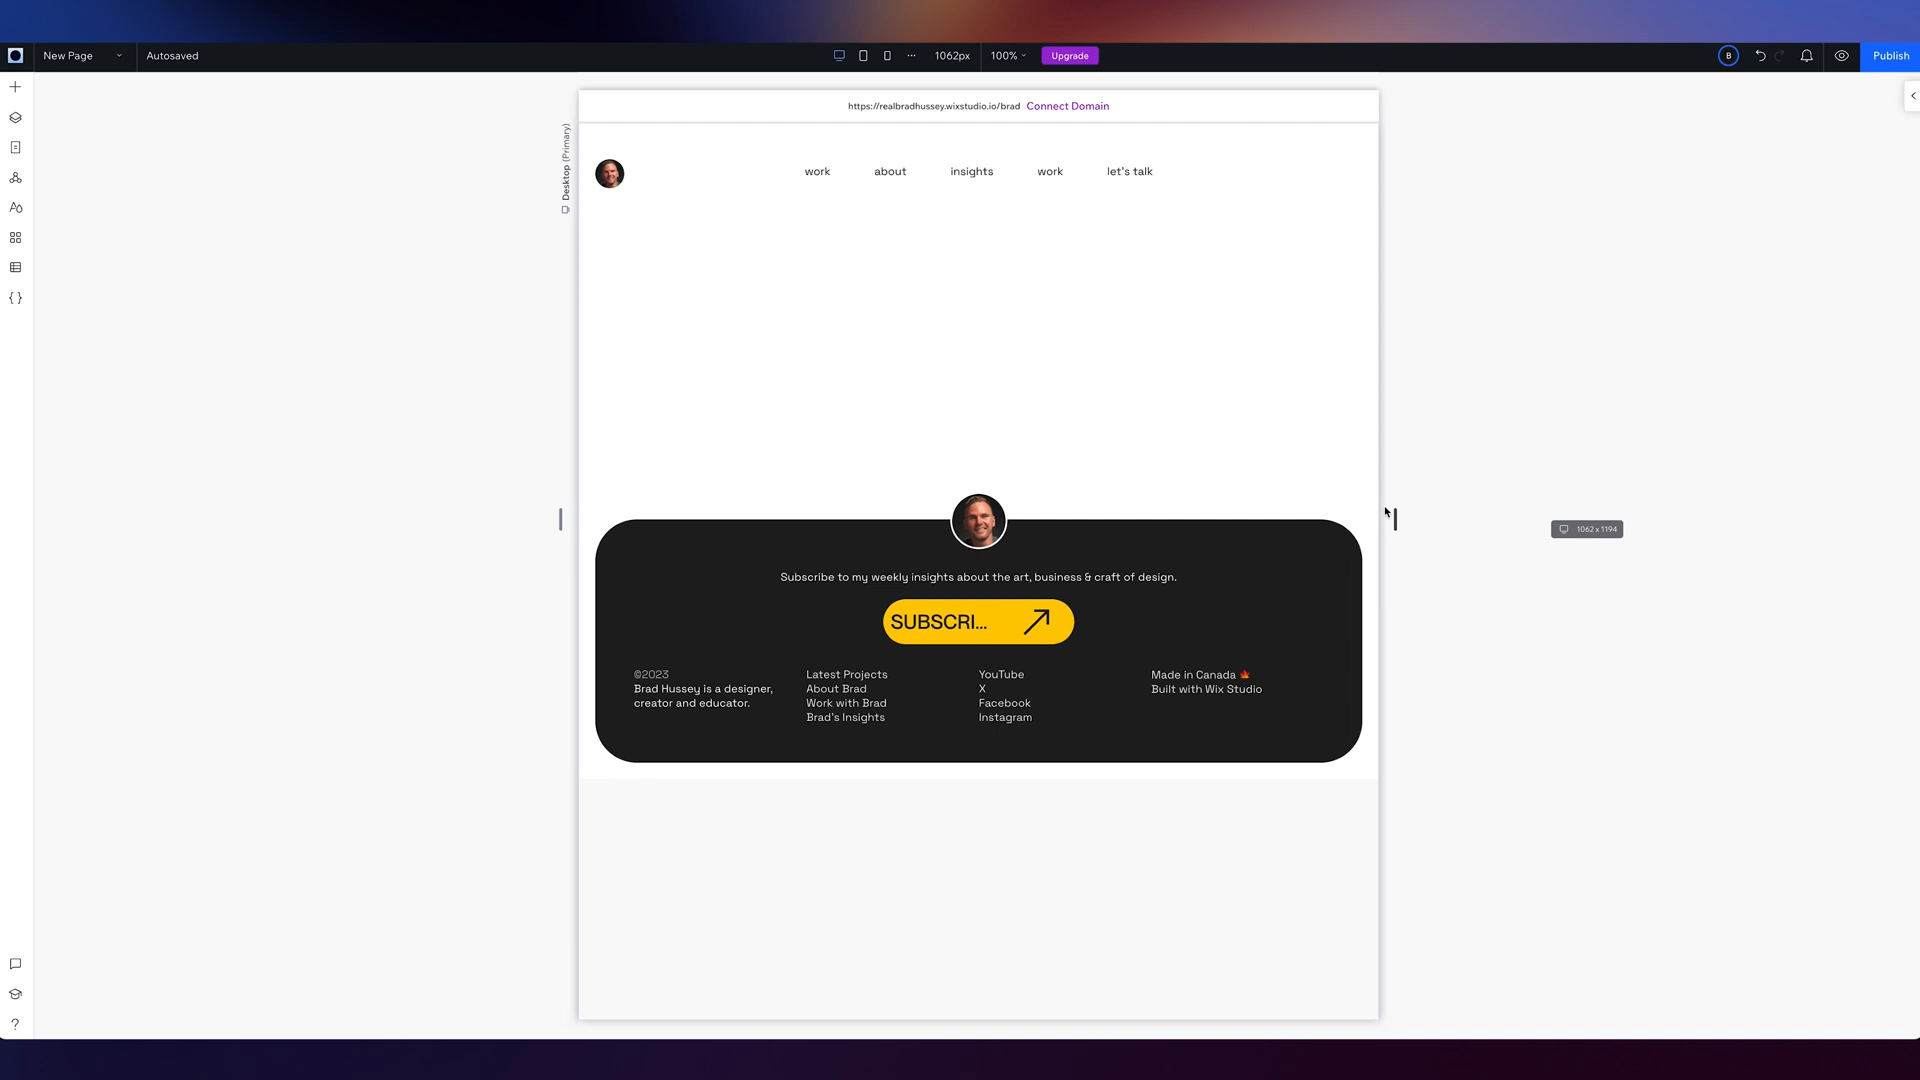 New Page
Autosaved
1062px
100%
Upgrade
B
Publish
https://realbradhussey.wixstudio.io/brad Connect Domain
Desktop (Primary)
work about insights work let's talk
1062 x 1194
Subscribe to my weekly insights about the art, business & craft of design.
SUBSCRI...
©2023
Brad Hussey is a designer,
creator and educator.
Latest Projects
About Brad
Work with Brad
Brad's Insights
YouTube
X
Facebook
Instagram
Made in Canada 🍁
Built with Wix Studio